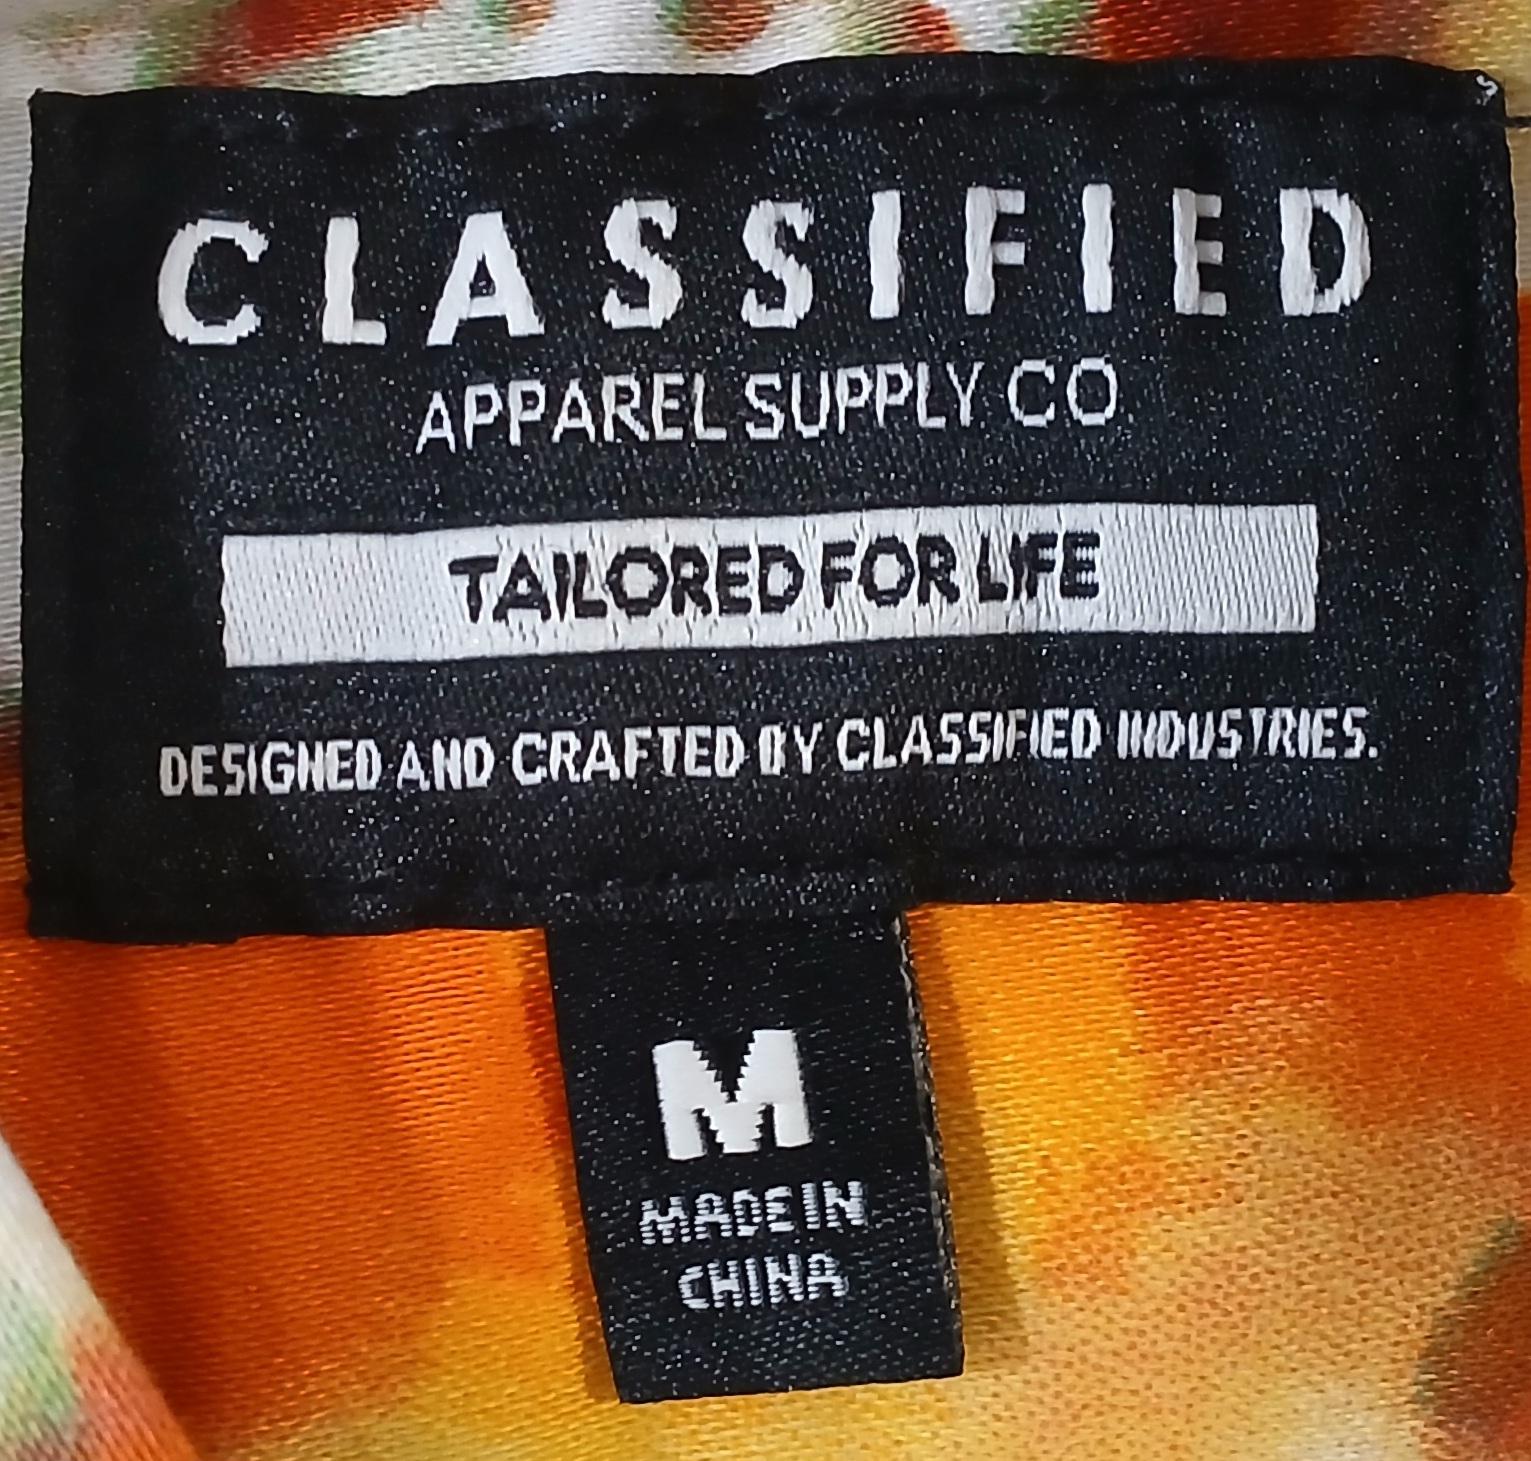 CLASSIFIED
APPAREL SUPPLY CO
TAILORED FOR LIFE
DESIGNED AND CRAFTED BY CLASSIFIED INDUSTRIES.
M
MADE IN
CHINA